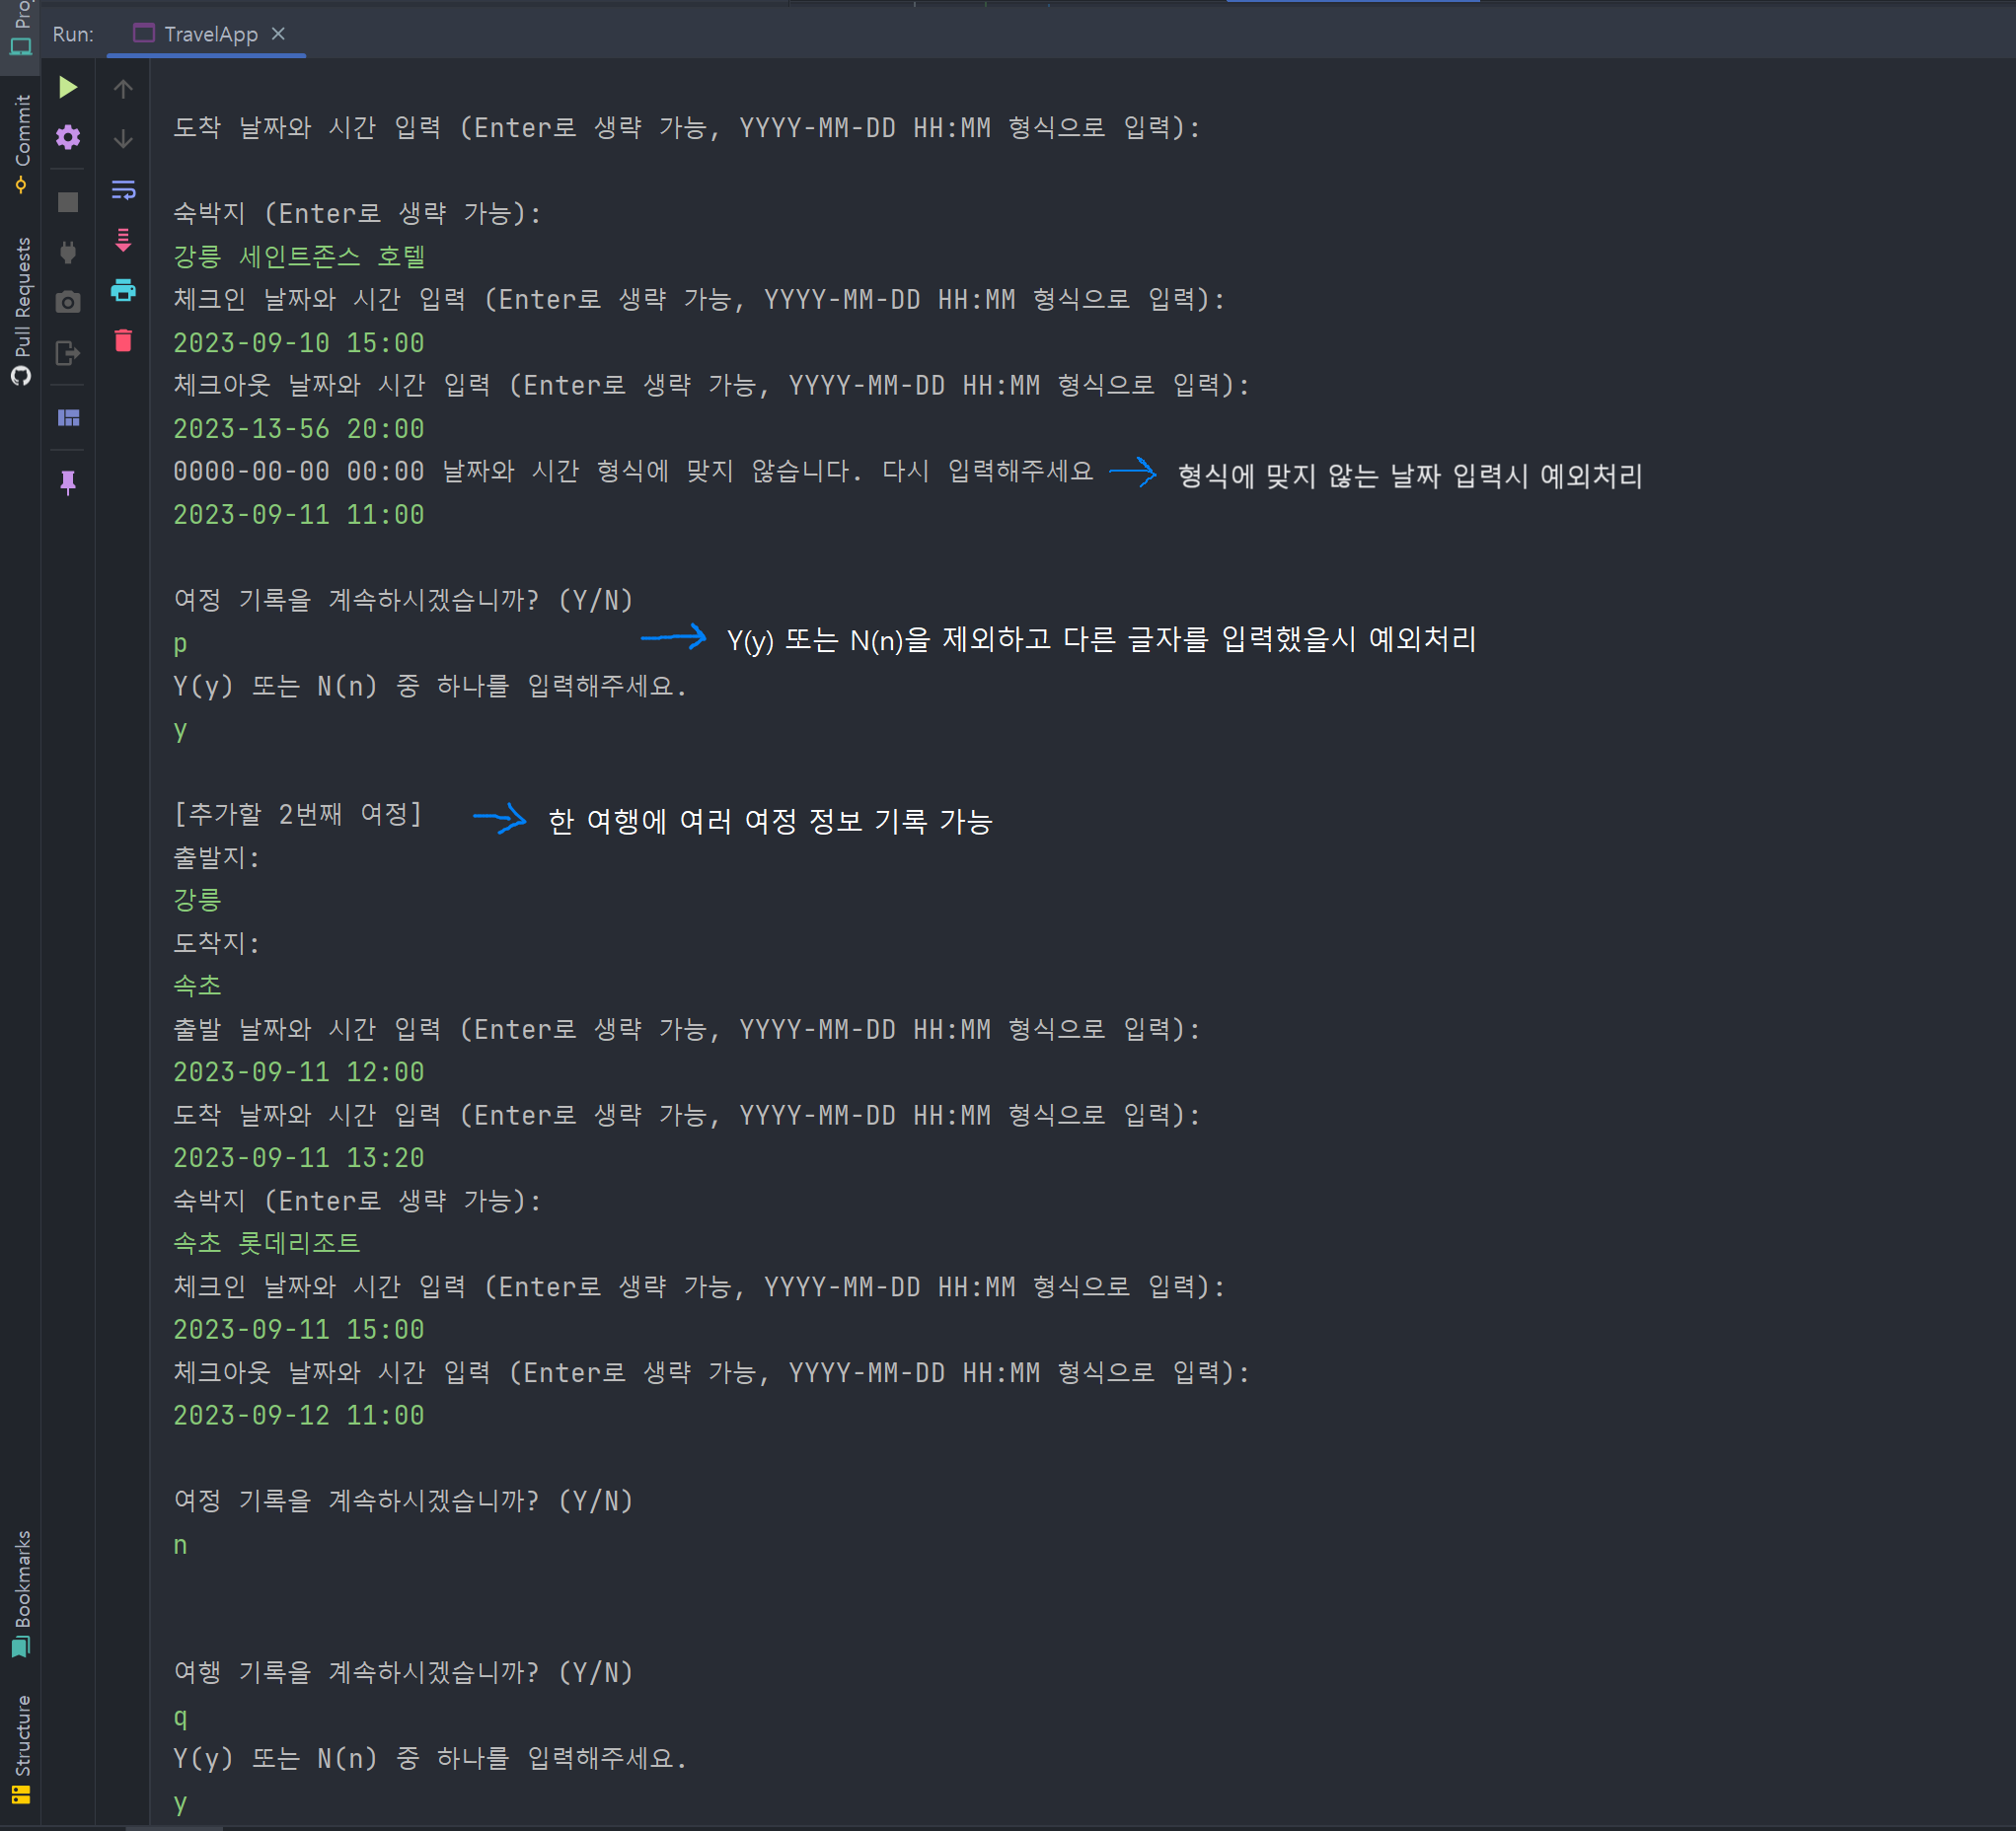 Run:
TravelApp
Commit
Pull Requests
Bookmarks
Structure
도착 날짜와 시간 입력 (Enter로 생략 가능, YYYY-MM-DD HH:MM 형식으로 입력):
숙박지 (Enter로 생략 가능):
강릉 세인트존스 호텔
체크인 날짜와 시간 입력 (Enter로 생략 가능, YYYY-MM-DD HH:MM 형식으로 입력):
2023-09-10 15:00
체크아웃 날짜와 시간 입력 (Enter로 생략 가능, YYYY-MM-DD HH:MM 형식으로 입력):
2023-13-56 20:00
0000-00-00 00:00 날짜와 시간 형식에 맞지 않습니다. 다시 입력해주세요 형식에 맞지 않는 날짜 입력시 예외처리
2023-09-11 11:00
여정 기록을 계속하시겠습니까? (Y/N)
p
Y(y) 또는 N(n)을 제외하고 다른 글자를 입력했을시 예외처리
Y(y) 또는 N(n) 중 하나를 입력해주세요.
y
[추가할 2번째 여정] 한 여행에 여러 여정 정보 기록 가능
출발지:
강릉
도착지:
속초
출발 날짜와 시간 입력 (Enter로 생략 가능, YYYY-MM-DD HH:MM 형식으로 입력):
2023-09-11 12:00
도착 날짜와 시간 입력 (Enter로 생략 가능, YYYY-MM-DD HH:MM 형식으로 입력):
2023-09-11 13:20
숙박지 (Enter로 생략 가능):
속초 롯데리조트
체크인 날짜와 시간 입력 (Enter로 생략 가능, YYYY-MM-DD HH:MM 형식으로 입력):
2023-09-11 15:00
체크아웃 날짜와 시간 입력 (Enter로 생략 가능, YYYY-MM-DD HH:MM 형식으로 입력):
2023-09-12 11:00
여정 기록을 계속하시겠습니까? (Y/N)
n
여행 기록을 계속하시겠습니까? (Y/N)
q
Y(y) 또는 N(n) 중 하나를 입력해주세요.
y